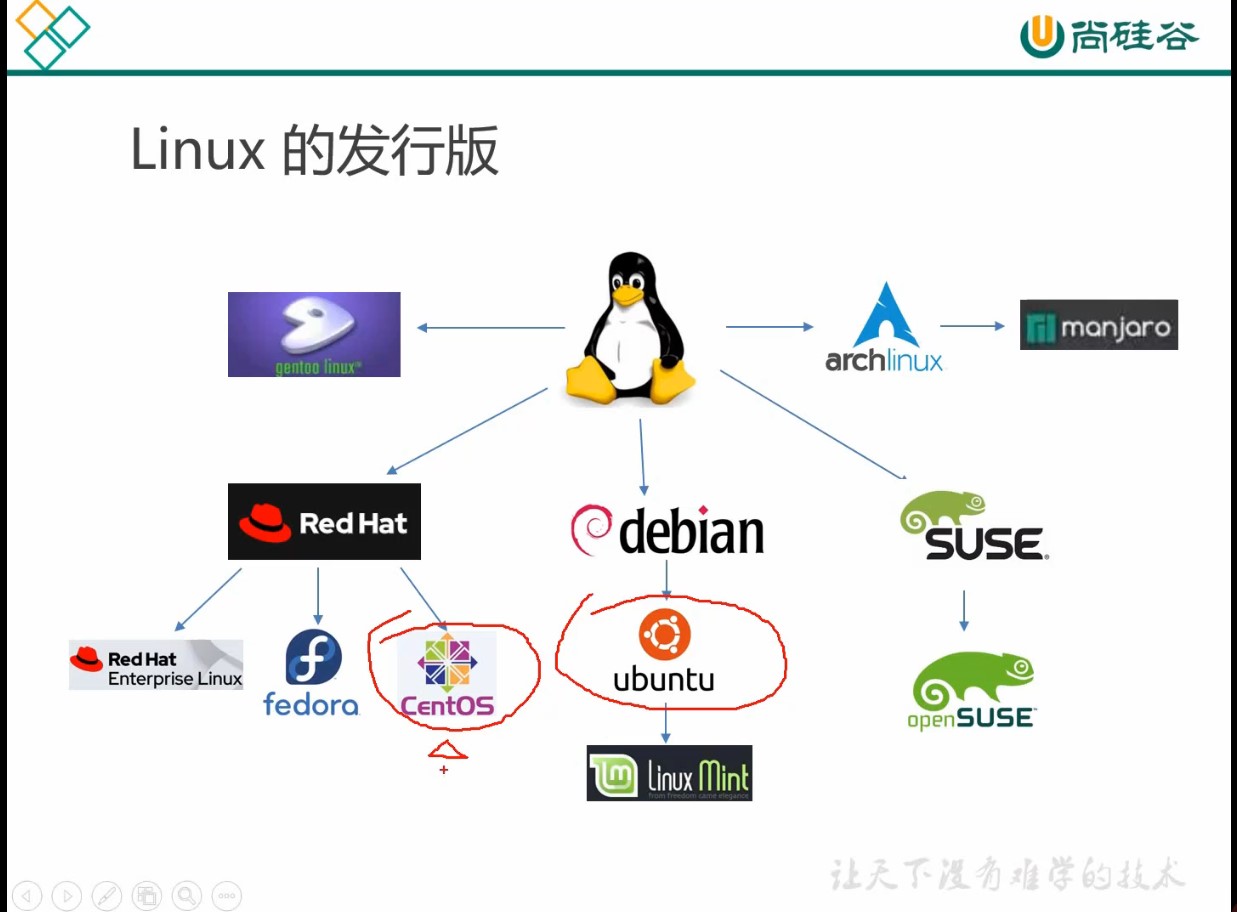 尚硅谷
Linux 的发行版
gentoo linux™
archlinux
manjaro
Red Hat
debian
SUSE®
Red Hat
Enterprise Linux
fedora
CentOS
ubuntu
openSUSE™
Linux Mint
from freedom came elegance
让天下没有难学的技术